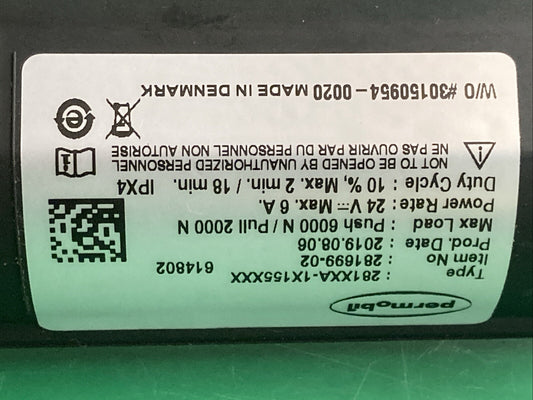 permobil
Type : 281XXA-1X155XXX
Item No : 281699-02 614802
Prod. Date : 2019.08.06
Max Load : Push 6000 N / Pull 2000 N
Power Rate : 24 V⎓ Max. 6 A.
Duty Cycle : 10 %, Max. 2 min. / 18 min. IPX4
NOT TO BE OPENED BY UNAUTHORIZED PERSONNEL
NE PAS OUVRIR PAR DU PERSONNEL NON AUTORISE
W/O #30150954-0020 MADE IN DENMARK